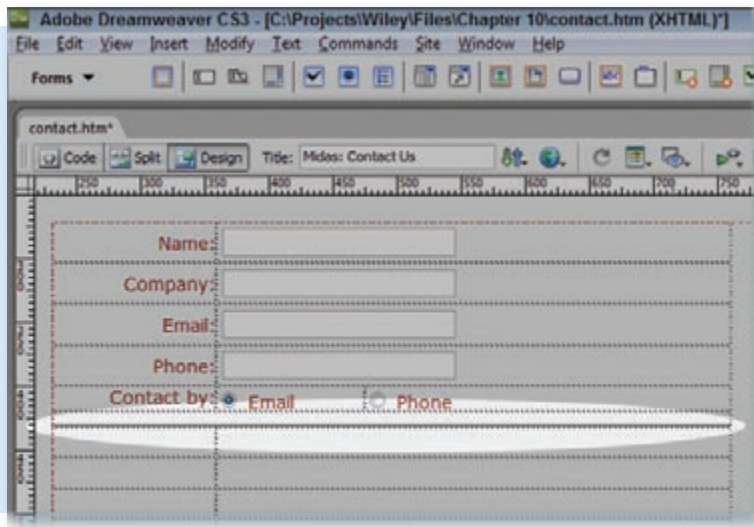 Adobe Dreamweaver CS3 - [C:\Projects\Wiley\Files\Chapter 10\contact.htm (XHTML)*]
File Edit View Insert Modify Text Commands Site Window Help
Forms
contact.htm*
Code Split Design Title: Midas: Contact Us
250 300 350 400 450 500 550 600 650 700 750
Name:
Company:
Email:
Phone:
Contact by: Email Phone